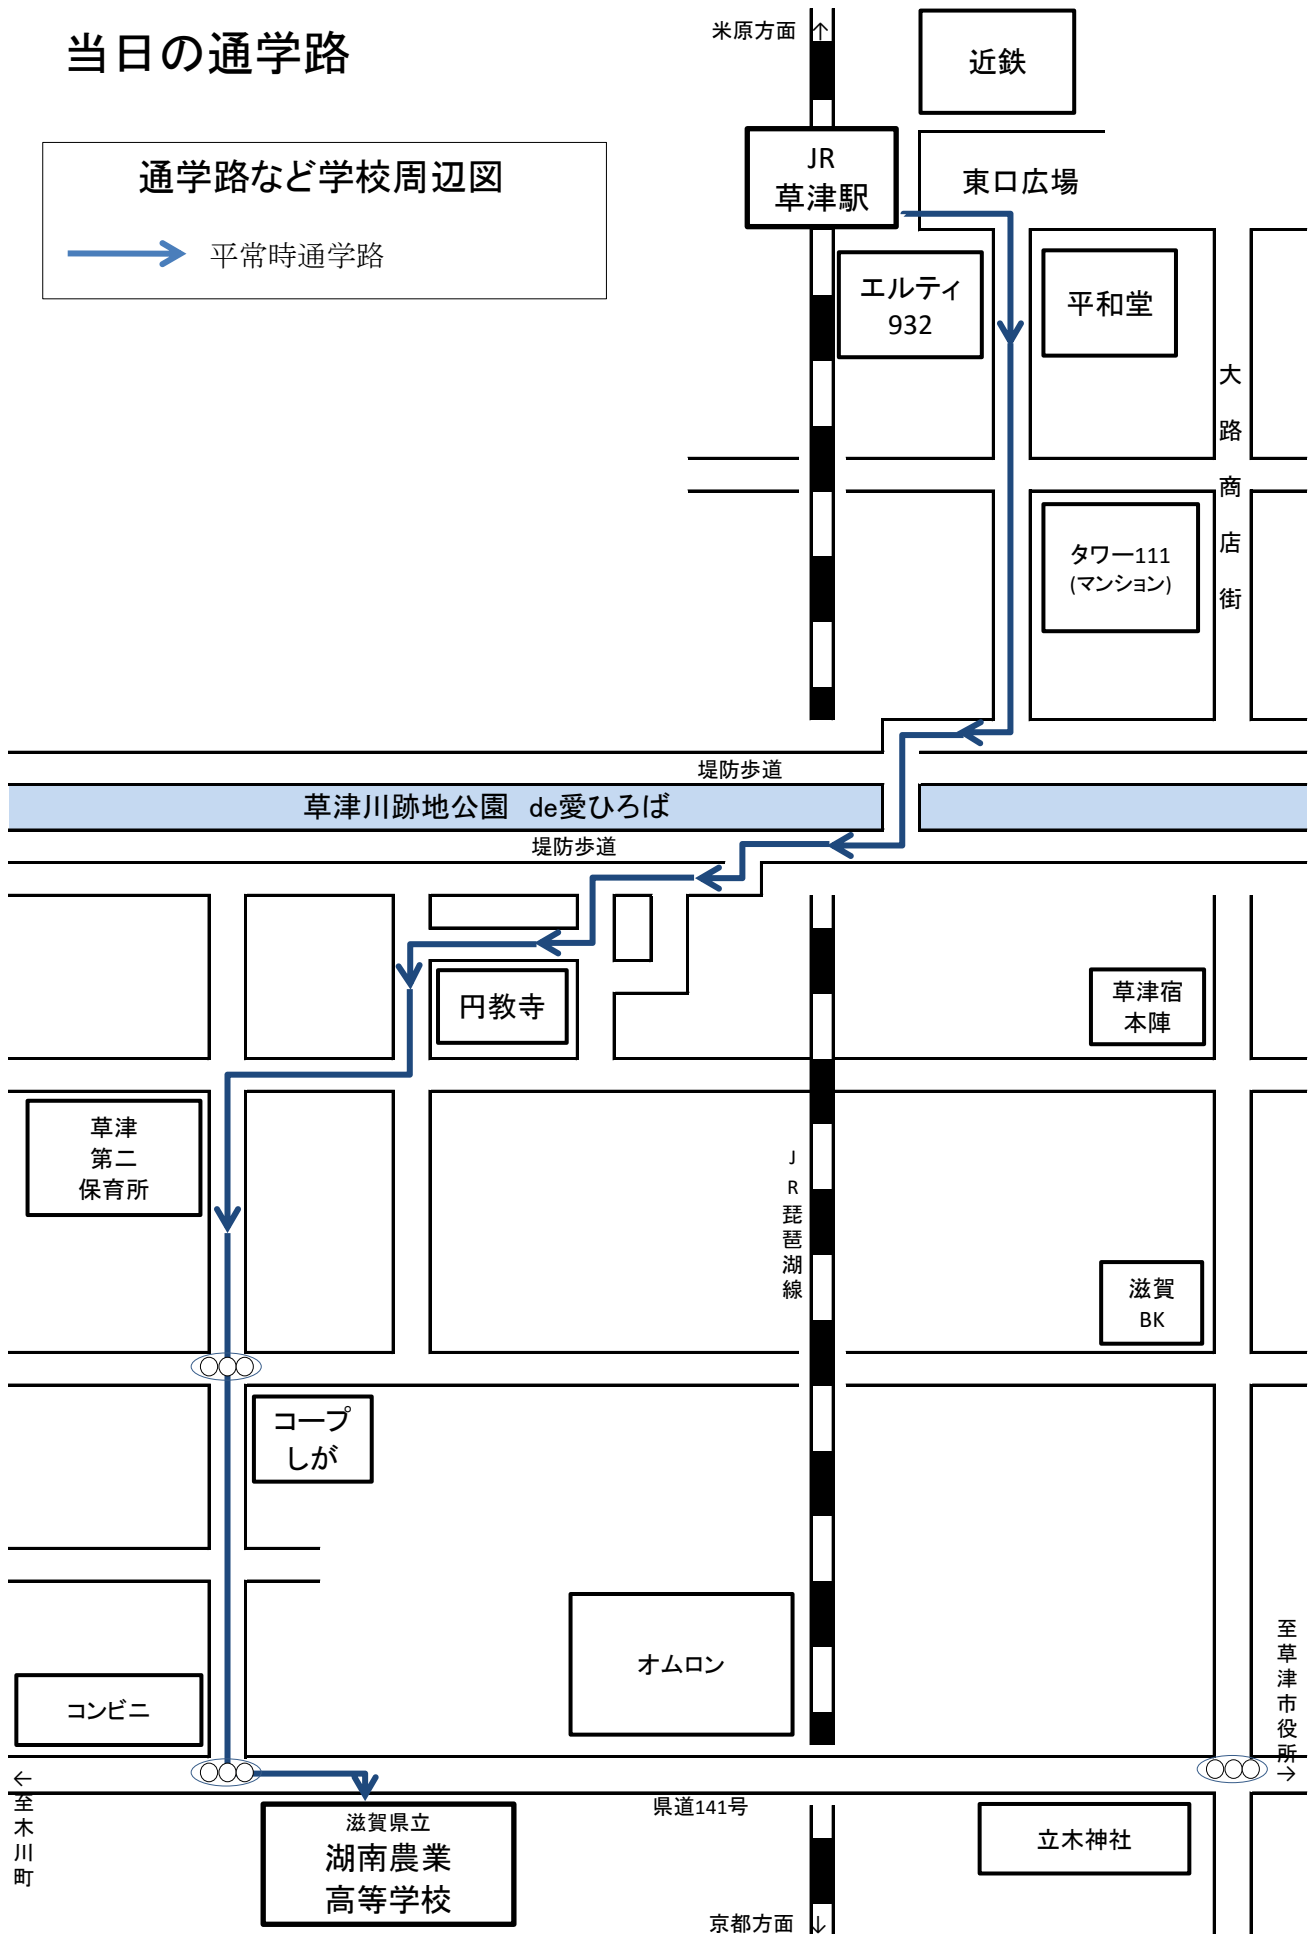 当日の通学路
米原方面 ↑
近鉄
通学路など学校周辺図
平常時通学路
JR
草津駅
東口広場
エルティ
932
平和堂
大路商店街
タワー111
(マンション)
堤防歩道
草津川跡地公園 de愛ひろば
堤防歩道
円教寺
草津宿
本陣
草津
第二
保育所
JR琵琶湖線
滋賀
BK
コープ
しが
オムロン
コンビニ
至草津市役所→
←至木川町
県道141号
滋賀県立
湖南農業
高等学校
立木神社
京都方面 ↓